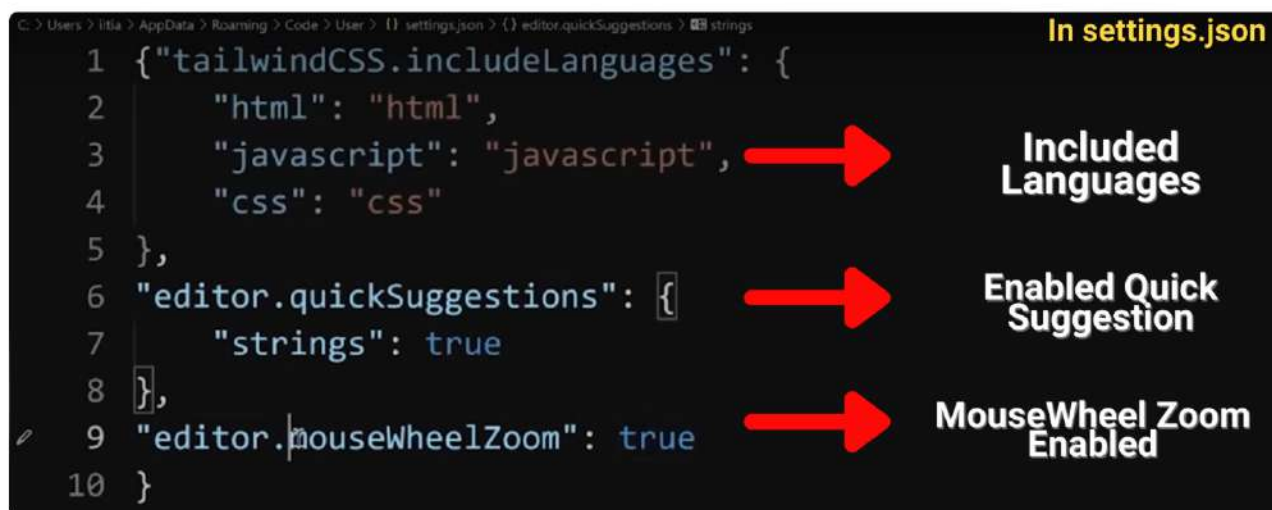 C: > Users > litia > AppData > Roaming > Code > User > {} settings.json > {} editor.quickSuggestions > strings
In settings.json
1 {"tailwindCSS.includeLanguages": {
2 "html": "html",
3 "javascript": "javascript",
4 "css": "css"
5 },
6 "editor.quickSuggestions": {
7 "strings": true
8 },
9 "editor.mouseWheelZoom": true
10 }
Included
Languages
Enabled Quick
Suggestion
MouseWheel Zoom
Enabled